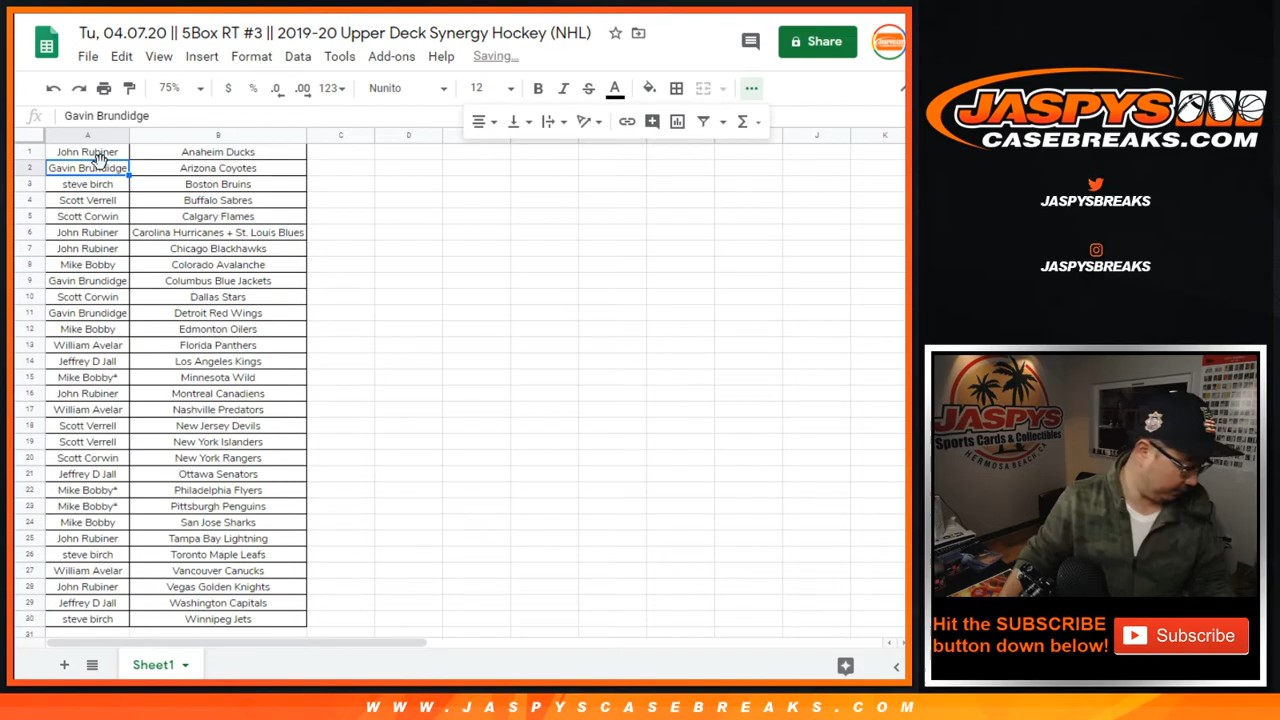 Tu, 04.07.20 || 5Box RT #3 || 2019-20 Upper Deck Synergy Hockey (NHL)
File Edit View Insert Format Data Tools Add-ons Help Saving...
Share
75% $ % .0 .00 123 Nunito 12 B I S A
fx Gavin Brundidge
A B C D E J K
1 John Rubiner Anaheim Ducks
2 Gavin Brundidge Arizona Coyotes
3 steve birch Boston Bruins
4 Scott Verrell Buffalo Sabres
5 Scott Corwin Calgary Flames
6 John Rubiner Carolina Hurricanes + St. Louis Blues
7 John Rubiner Chicago Blackhawks
8 Mike Bobby Colorado Avalanche
9 Gavin Brundidge Columbus Blue Jackets
10 Scott Corwin Dallas Stars
11 Gavin Brundidge Detroit Red Wings
12 Mike Bobby Edmonton Oilers
13 William Avelar Florida Panthers
14 Jeffrey D Jall Los Angeles Kings
15 Mike Bobby* Minnesota Wild
16 John Rubiner Montreal Canadiens
17 William Avelar Nashville Predators
18 Scott Verrell New Jersey Devils
19 Scott Verrell New York Islanders
20 Scott Corwin New York Rangers
21 Jeffrey D Jall Ottawa Senators
22 Mike Bobby* Philadelphia Flyers
23 Mike Bobby* Pittsburgh Penguins
24 Mike Bobby San Jose Sharks
25 John Rubiner Tampa Bay Lightning
26 steve birch Toronto Maple Leafs
27 William Avelar Vancouver Canucks
28 John Rubiner Vegas Golden Knights
29 Jeffrey D Jall Washington Capitals
30 steve birch Winnipeg Jets
31
Sheet1
JASPYS
CASEBREAKS.COM
JASPYSBREAKS
JASPYSBREAKS
JASPYS
Sports Cards & Collectibles
HERMOSA BEACH, CA
Hit the SUBSCRIBE
button down below!
Subscribe
WWW.JASPYSCASEBREAKS.COM